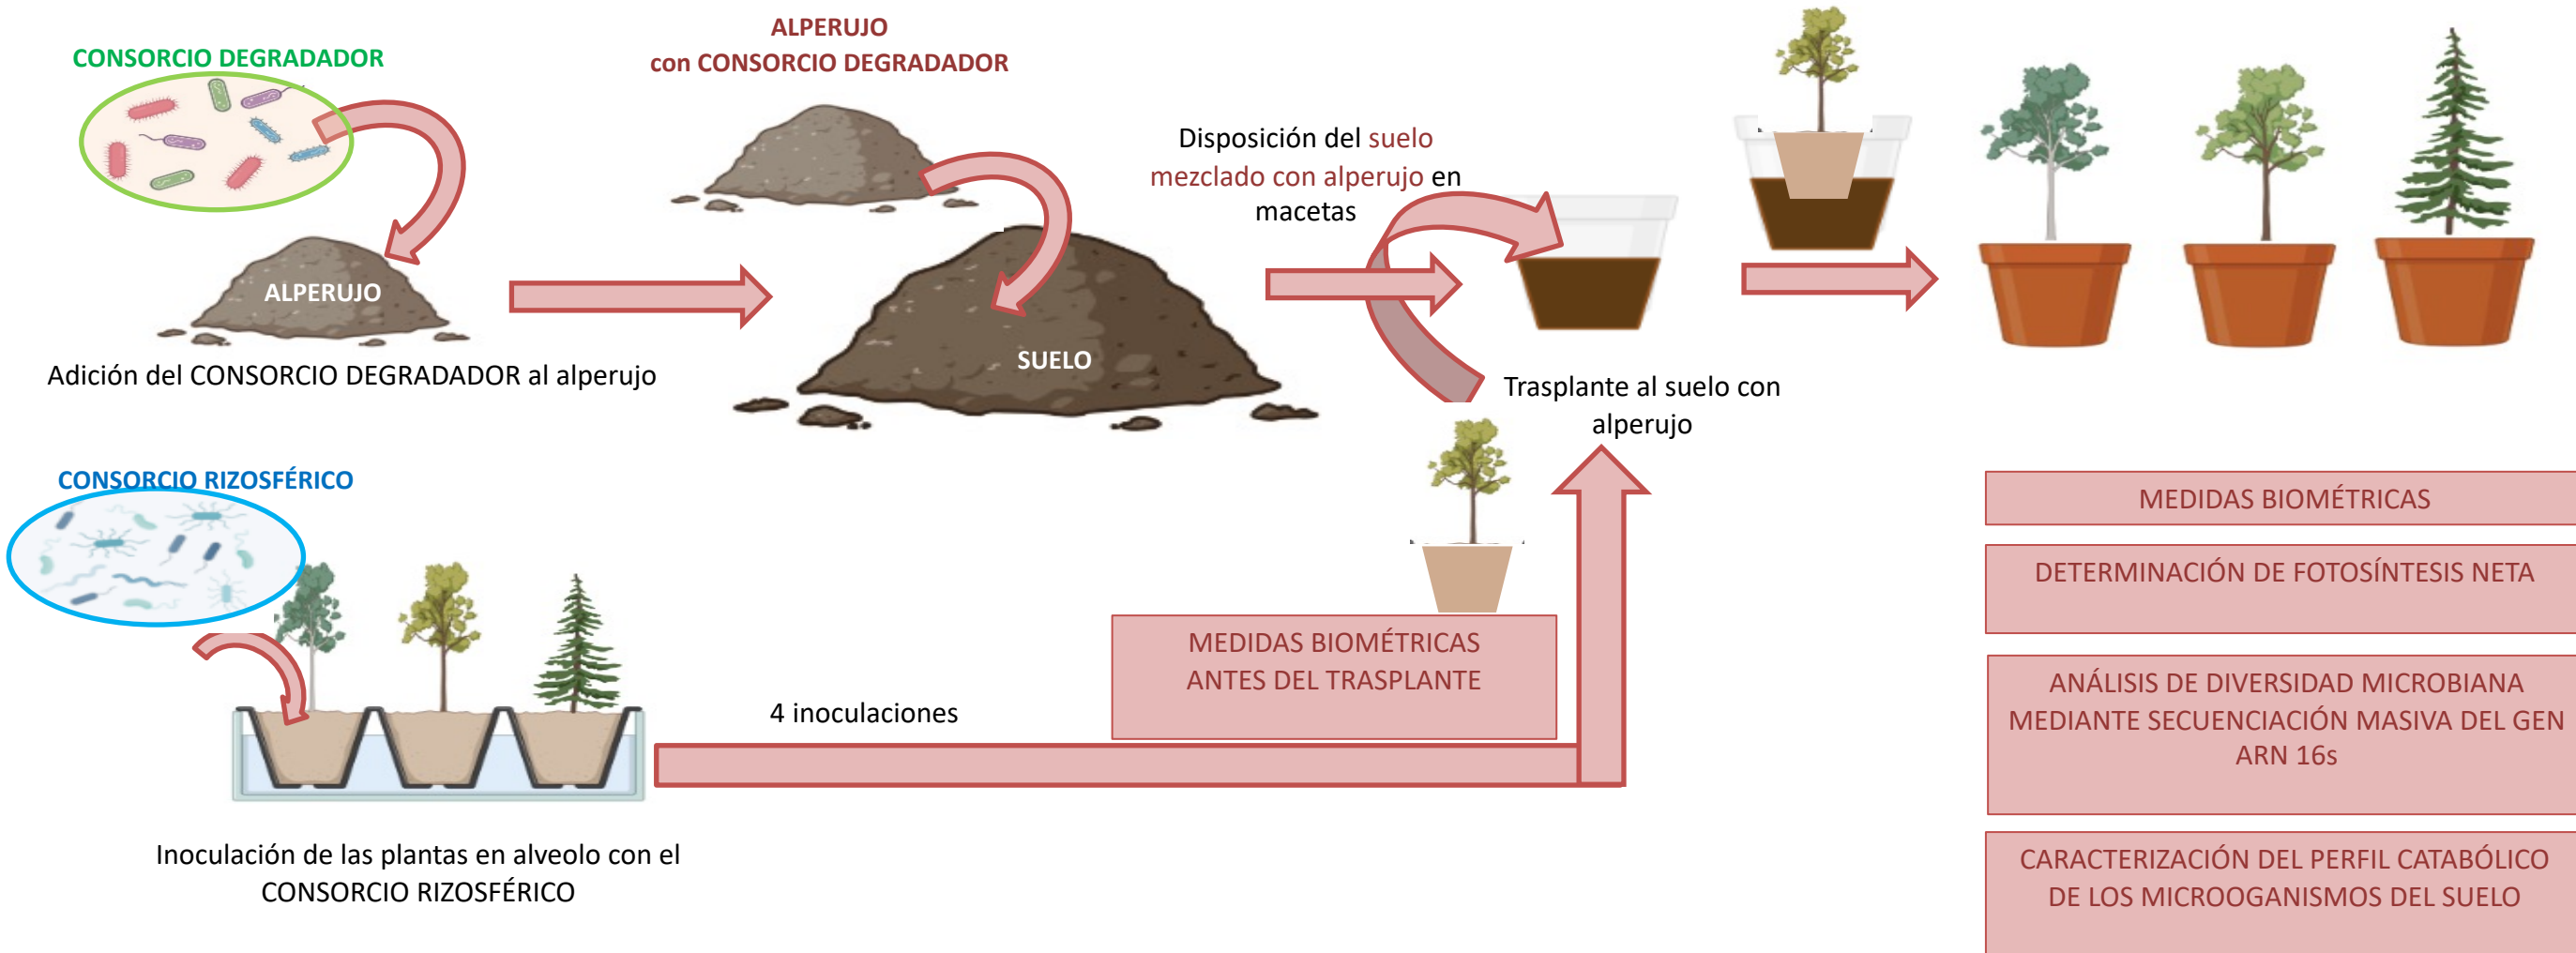 CONSORCIO DEGRADADOR
ALPERUJO
Adición del CONSORCIO DEGRADADOR al alperujo
ALPERUJO
con CONSORCIO DEGRADADOR
SUELO
Disposición del suelo
mezclado con alperujo en
macetas
Trasplante al suelo con
alperujo
CONSORCIO RIZOSFÉRICO
Inoculación de las plantas en alveolo con el
CONSORCIO RIZOSFÉRICO
4 inoculaciones
MEDIDAS BIOMÉTRICAS
ANTES DEL TRASPLANTE
MEDIDAS BIOMÉTRICAS
DETERMINACIÓN DE FOTOSÍNTESIS NETA
ANÁLISIS DE DIVERSIDAD MICROBIANA
MEDIANTE SECUENCIACIÓN MASIVA DEL GEN
ARN 16s
CARACTERIZACIÓN DEL PERFIL CATABÓLICO
DE LOS MICROOGANISMOS DEL SUELO